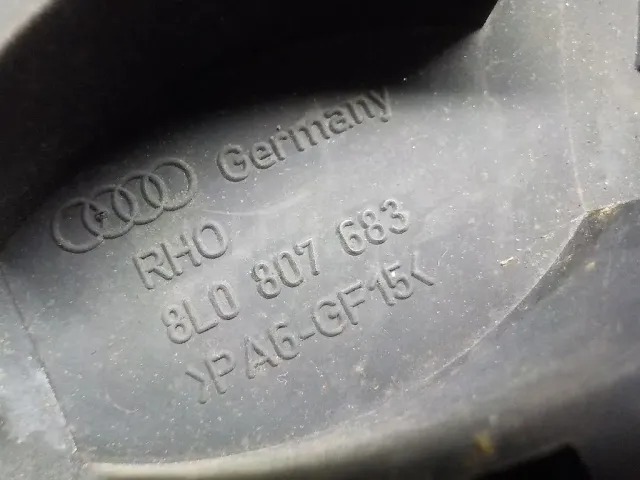 Germany
RHO
8L0 807 683
>PA6-GF15<